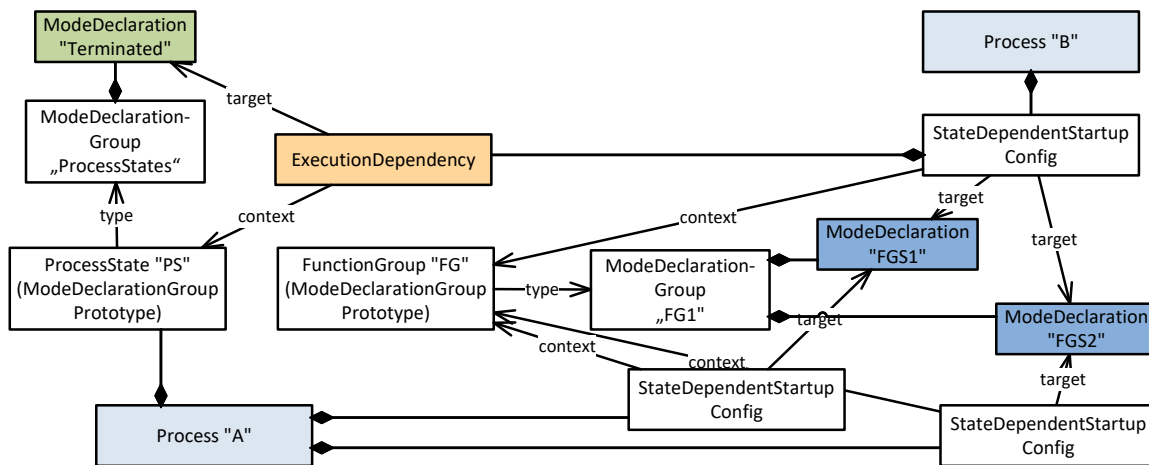 ModeDeclaration
"Terminated"
Process "B"
target
ModeDeclaration-
Group
„ProcessStates“
ExecutionDependency
StateDependentStartup
Config
type
context
context
target
target
ProcessState "PS"
(ModeDeclarationGroup
Prototype)
FunctionGroup "FG"
(ModeDeclarationGroup
Prototype)
type
ModeDeclaration-
Group
„FG1"
ModeDeclaration
"FGS1"
target
ModeDeclaration
"FGS2"
context
context
target
Process "A"
StateDependentStartup
Config
StateDependentStartup
Config